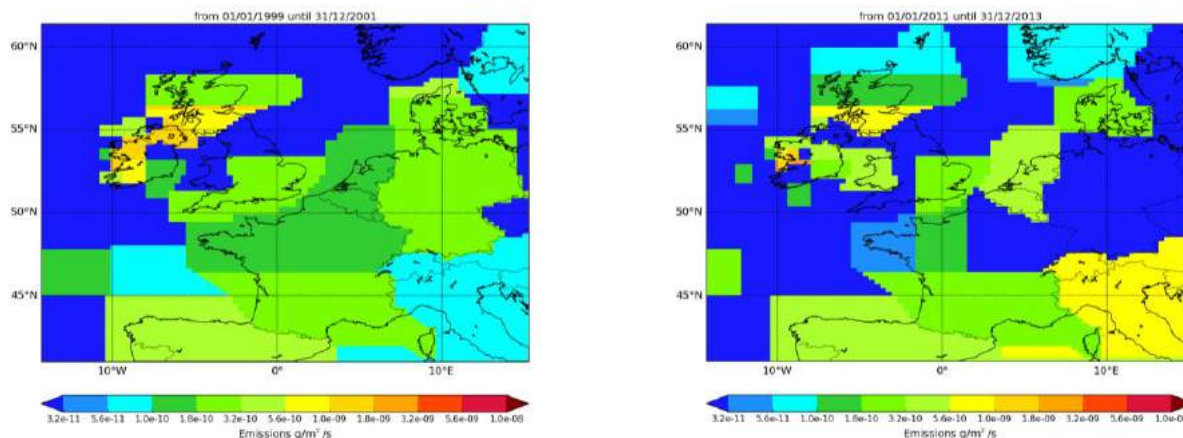 from 01/01/1999 until 31/12/2001
60°N
55°N
50°N
45°N
10°W
0°
10°E
3.2e-11
5.6e-11
1.0e-10
1.8e-10
3.2e-10
5.6e-10
1.0e-09
1.8e-09
3.2e-09
5.6e-09
1.0e-08
Emissions g/m²/s
from 01/01/2011 until 31/12/2013
60°N
55°N
50°N
45°N
10°W
0°
10°E
3.2e-11
5.6e-11
1.0e-10
1.8e-10
3.2e-10
5.6e-10
1.0e-09
1.8e-09
3.2e-09
5.6e-09
1.0e-0
Emissions g/m²/s